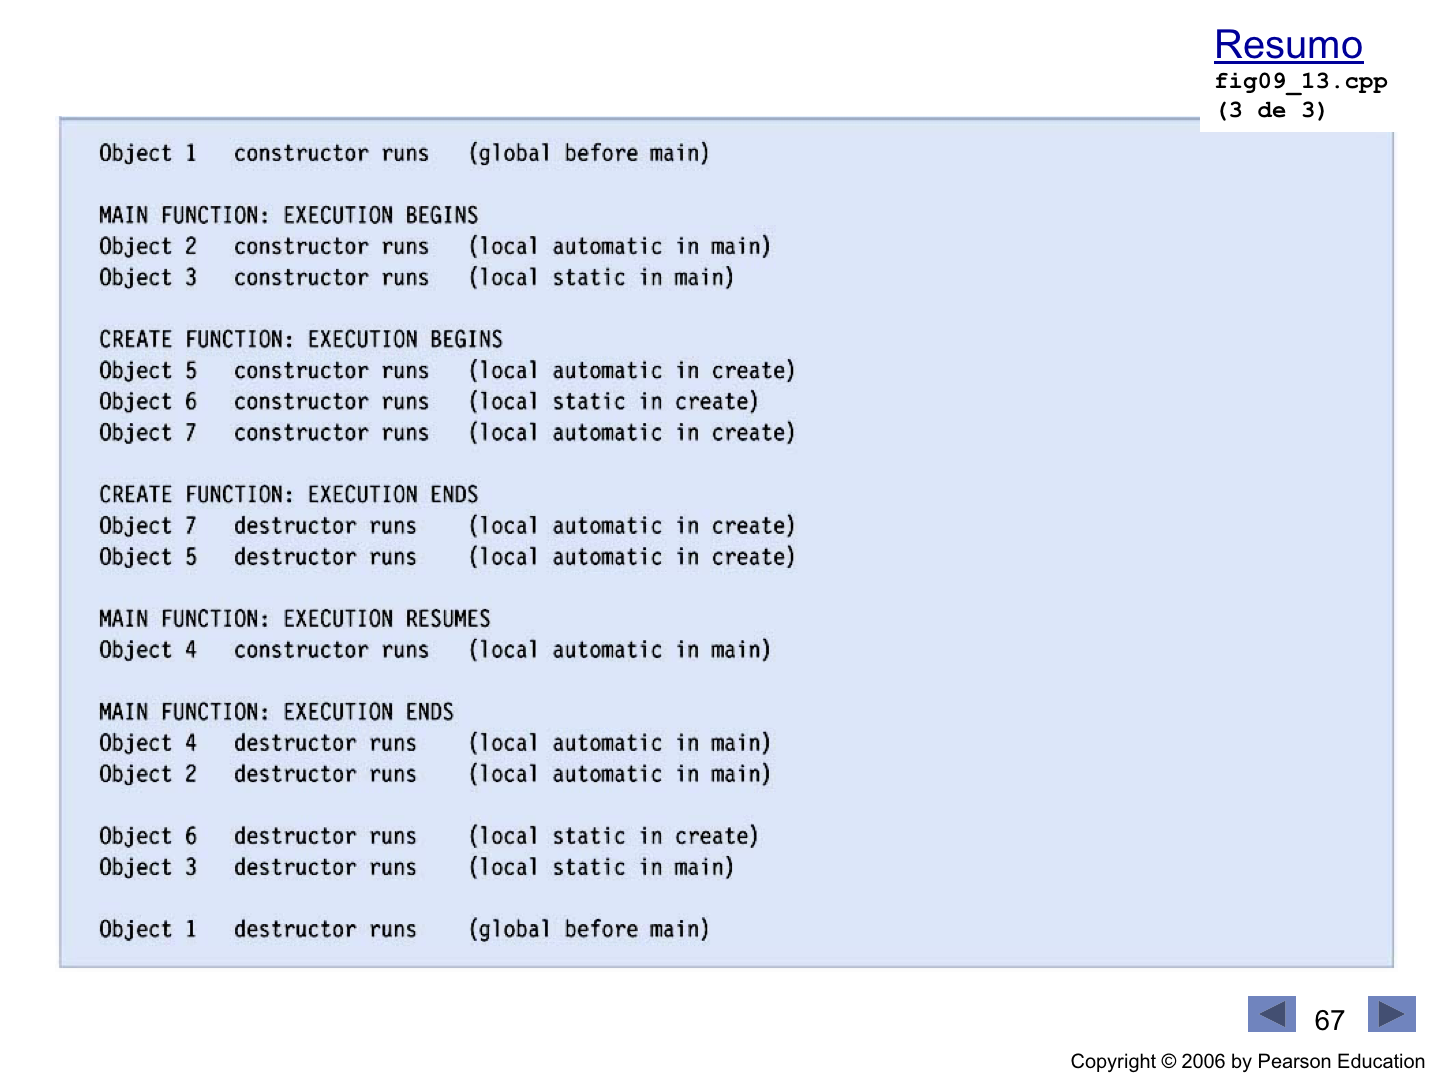 Resumo
fig09_13.cpp
(3 de 3)
Object 1   constructor runs   (global before main)
MAIN FUNCTION: EXECUTION BEGINS
Object 2   constructor runs   (local automatic in main)
Object 3   constructor runs   (local static in main)
CREATE FUNCTION: EXECUTION BEGINS
Object 5   constructor runs   (local automatic in create)
Object 6   constructor runs   (local static in create)
Object 7   constructor runs   (local automatic in create)
CREATE FUNCTION: EXECUTION ENDS
Object 7   destructor runs    (local automatic in create)
Object 5   destructor runs    (local automatic in create)
MAIN FUNCTION: EXECUTION RESUMES
Object 4   constructor runs   (local automatic in main)
MAIN FUNCTION: EXECUTION ENDS
Object 4   destructor runs    (local automatic in main)
Object 2   destructor runs    (local automatic in main)
Object 6   destructor runs    (local static in create)
Object 3   destructor runs    (local static in main)
Object 1   destructor runs    (global before main)
67
Copyright © 2006 by Pearson Education